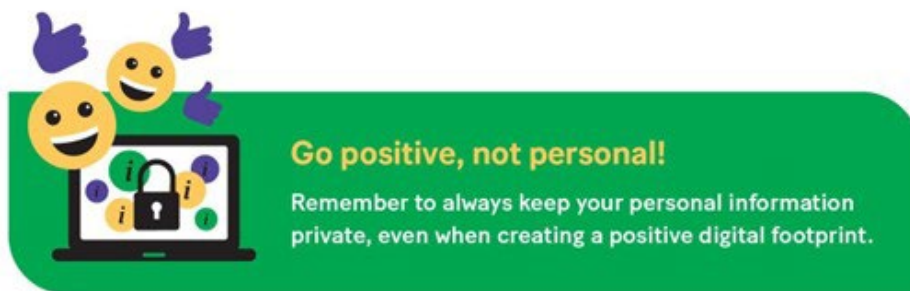 Go positive, not personal!
Remember to always keep your personal information
private, even when creating a positive digital footprint.
i
i
i
i
i
i